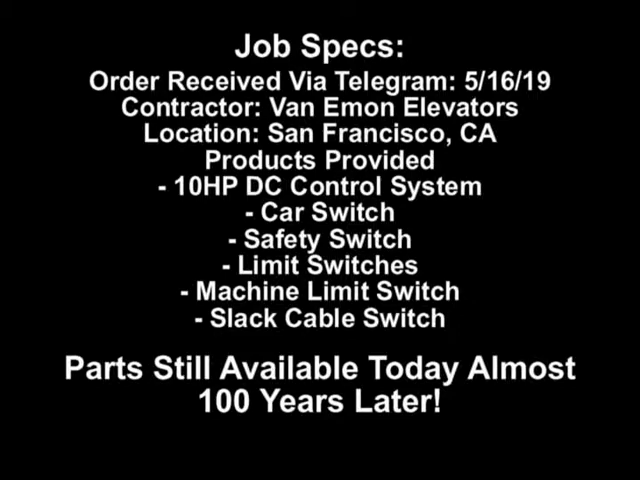 Job Specs:
Order Received Via Telegram: 5/16/19
Contractor: Van Emon Elevators
Location: San Francisco, CA
Products Provided
- 10HP DC Control System
- Car Switch
- Safety Switch
- Limit Switches
- Machine Limit Switch
- Slack Cable Switch
Parts Still Available Today Almost
100 Years Later!